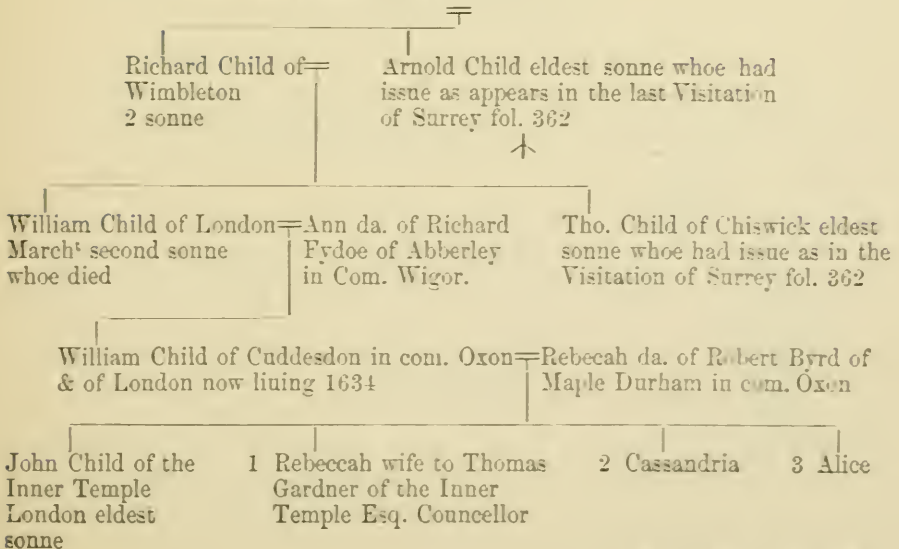 Richard Child of
Wimbleton
2 sonne
Arnold Child eldest sonne whoe had
issue as appears in the last Visitation
of Surrey fol. 362
William Child of London
Marchᵗ second sonne
whoe died
Ann da. of Richard
Fydoe of Abberley
in Com. Wigor.
Tho. Child of Chiswick eldest
sonne whoe had issue as in the
Visitation of Surrey fol. 362
William Child of Cuddesdon in com. Oxon
& of London now liuing 1634
Rebecah da. of Robert Byrd of
Maple Durham in com. Oxon
John Child of the
Inner Temple
London eldest
sonne
1 Rebeccah wife to Thomas
Gardner of the Inner
Temple Esq. Councellor
2 Cassandria
3 Alice